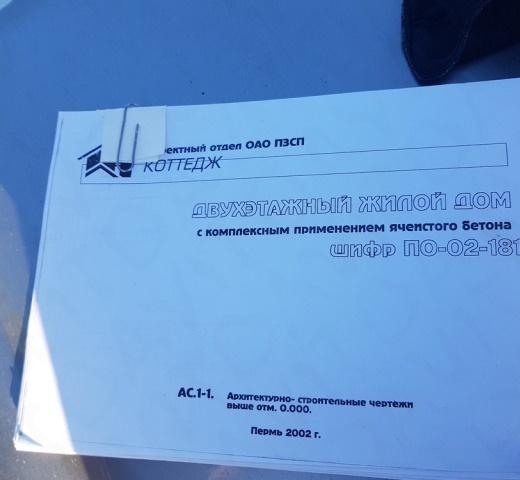 ектный отдел ОАО ПЗСП
КОТТЕДЖ
ДВУХЭТАЖНЫЙ ЖИЛОЙ ДОМ
с комплексным применением ячеистого бетона
шифр ПО-02-181
АС.1-1. Архитектурно- строительные чертежи
выше отм. 0.000.
Пермь 2002 г.